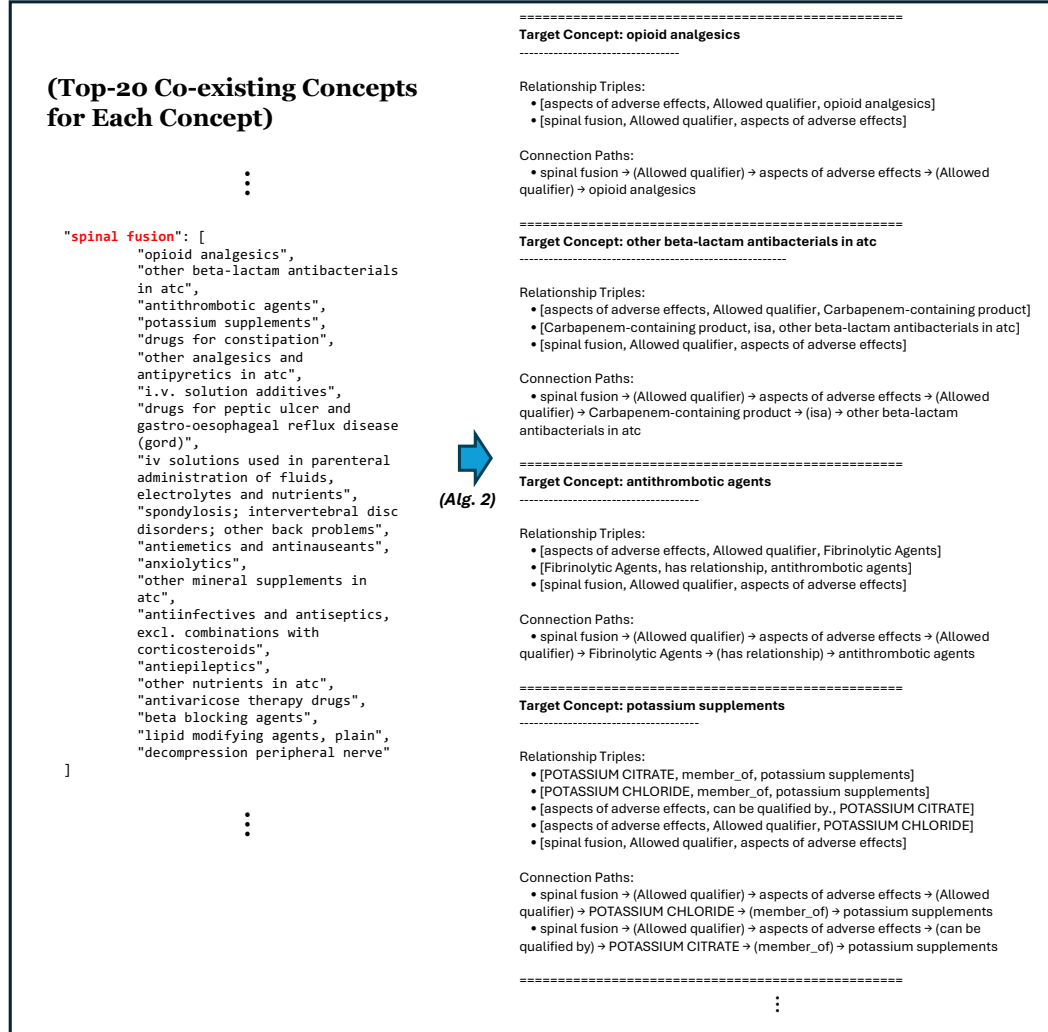 (Top-20 Co-existing Concepts
for Each Concept)
⋮
"spinal fusion": [
"opioid analgesics",
"other beta-lactam antibacterials
in atc",
"antithrombotic agents",
"potassium supplements",
"drugs for constipation",
"other analgesics and
antipyretics in atc",
"i.v. solution additives",
"drugs for peptic ulcer and
gastro-oesophageal reflux disease
(gord)",
"iv solutions used in parenteral
administration of fluids,
electrolytes and nutrients",
"spondylosis; intervertebral disc
disorders; other back problems",
"antiemetics and antinauseants",
"anxiolytics",
"other mineral supplements in
atc",
"antiinfectives and antiseptics,
excl. combinations with
corticosteroids",
"antiepileptics",
"other nutrients in atc",
"antivaricose therapy drugs",
"beta blocking agents",
"lipid modifying agents, plain",
"decompression peripheral nerve"
]
⋮
(Alg. 2)
==================================================
Target Concept: opioid analgesics
---------------------------------
Relationship Triples:
• [aspects of adverse effects, Allowed qualifier, opioid analgesics]
• [spinal fusion, Allowed qualifier, aspects of adverse effects]
Connection Paths:
• spinal fusion → (Allowed qualifier) → aspects of adverse effects → (Allowed
qualifier) → opioid analgesics
==================================================
Target Concept: other beta-lactam antibacterials in atc
-------------------------------------------------------
Relationship Triples:
• [aspects of adverse effects, Allowed qualifier, Carbapenem-containing product]
• [Carbapenem-containing product, isa, other beta-lactam antibacterials in atc]
• [spinal fusion, Allowed qualifier, aspects of adverse effects]
Connection Paths:
• spinal fusion → (Allowed qualifier) → aspects of adverse effects → (Allowed
qualifier) → Carbapenem-containing product → (isa) → other beta-lactam
antibacterials in atc
==================================================
Target Concept: antithrombotic agents
-------------------------------------
Relationship Triples:
• [aspects of adverse effects, Allowed qualifier, Fibrinolytic Agents]
• [Fibrinolytic Agents, has relationship, antithrombotic agents]
• [spinal fusion, Allowed qualifier, aspects of adverse effects]
Connection Paths:
• spinal fusion → (Allowed qualifier) → aspects of adverse effects → (Allowed
qualifier) → Fibrinolytic Agents → (has relationship) → antithrombotic agents
==================================================
Target Concept: potassium supplements
-------------------------------------
Relationship Triples:
• [POTASSIUM CITRATE, member_of, potassium supplements]
• [POTASSIUM CHLORIDE, member_of, potassium supplements]
• [aspects of adverse effects, can be qualified by., POTASSIUM CITRATE]
• [aspects of adverse effects, Allowed qualifier, POTASSIUM CHLORIDE]
• [spinal fusion, Allowed qualifier, aspects of adverse effects]
Connection Paths:
• spinal fusion → (Allowed qualifier) → aspects of adverse effects → (Allowed
qualifier) → POTASSIUM CHLORIDE → (member_of) → potassium supplements
• spinal fusion → (Allowed qualifier) → aspects of adverse effects → (can be
qualified by) → POTASSIUM CITRATE → (member_of) → potassium supplements
==================================================
⋮